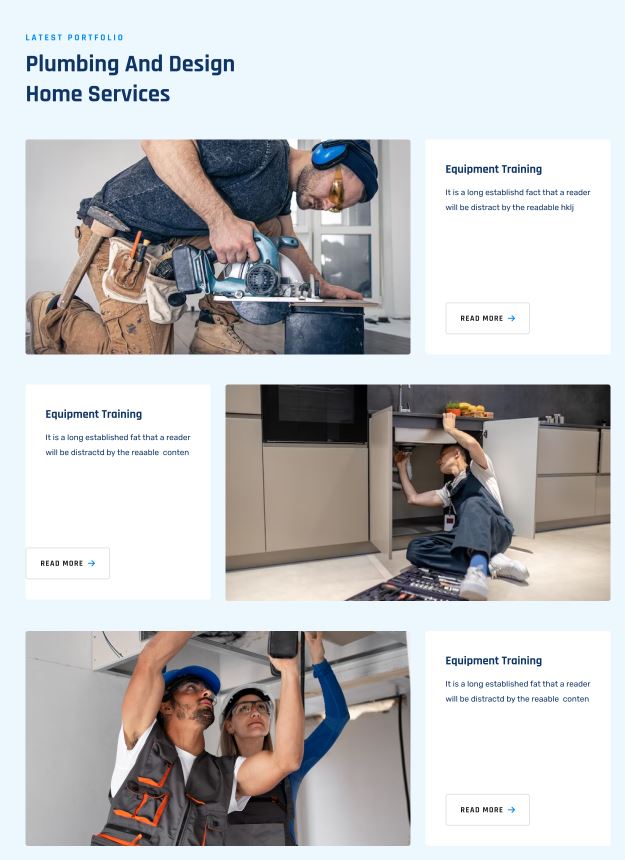 LATEST PORTFOLIO
Plumbing And Design
Home Services
Equipment Training
It is a long establishd fact that a reader
will be distract by the readable hklj
READ MORE
Equipment Training
It is a long established fat that a reader
will be distractd by the reaable conten
READ MORE
Equipment Training
It is a long established fat that a reader
will be distractd by the reaable conten
READ MORE